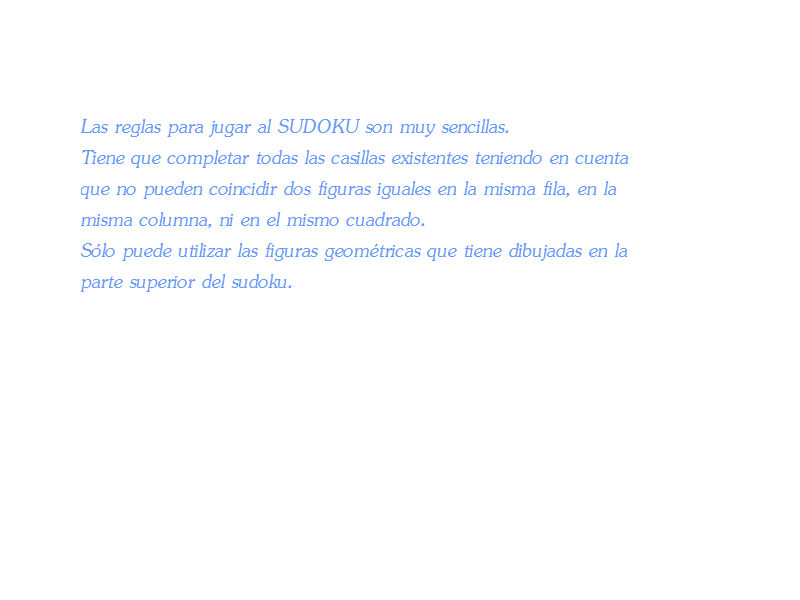 Las reglas para jugar al SUDOKU son muy sencillas.
Tiene que completar todas las casillas existentes teniendo en cuenta
que no pueden coincidir dos figuras iguales en la misma fila, en la
misma columna, ni en el mismo cuadrado.
Sólo puede utilizar las figuras geométricas que tiene dibujadas en la
parte superior del sudoku.